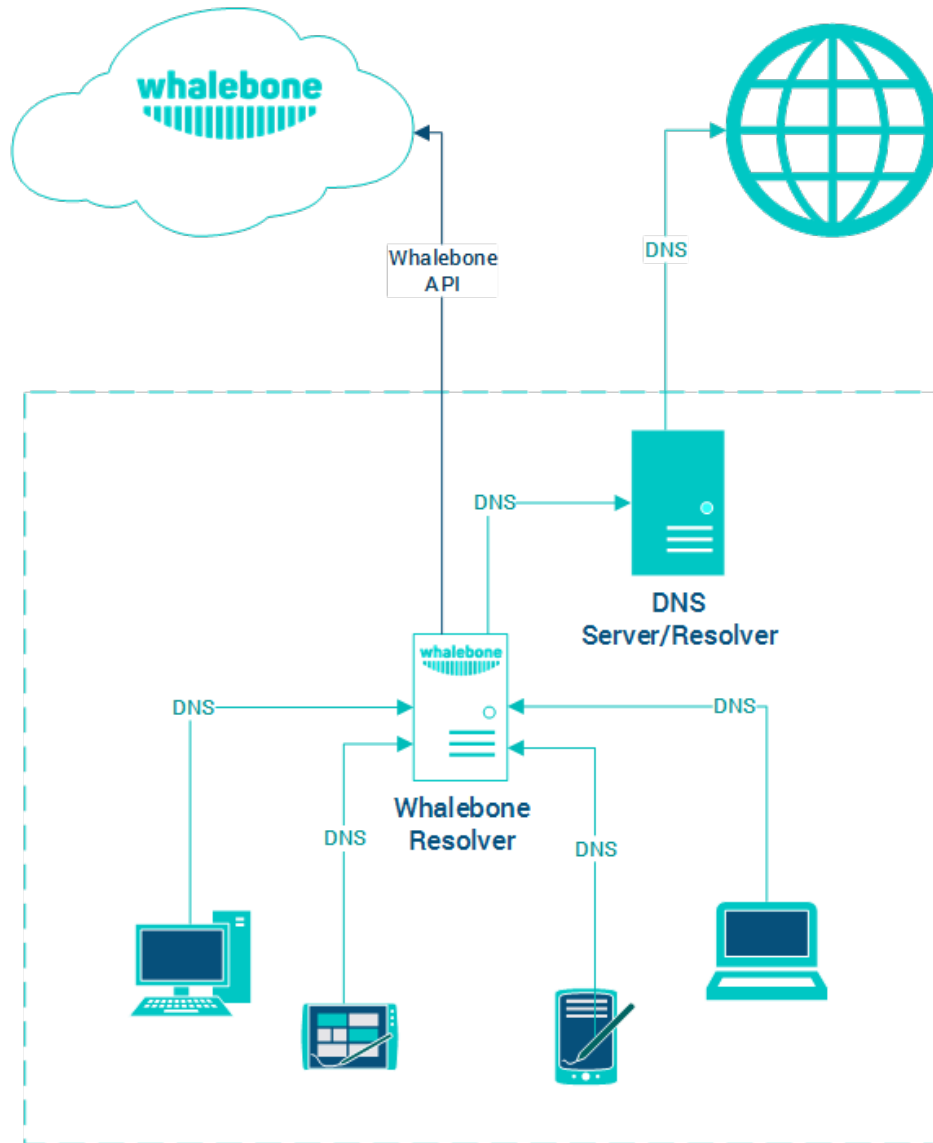 whalebone
Whalebone
API
DNS
DNS
DNS
Server/Resolver
whalebone
DNS
DNS
Whalebone
Resolver
DNS
DNS